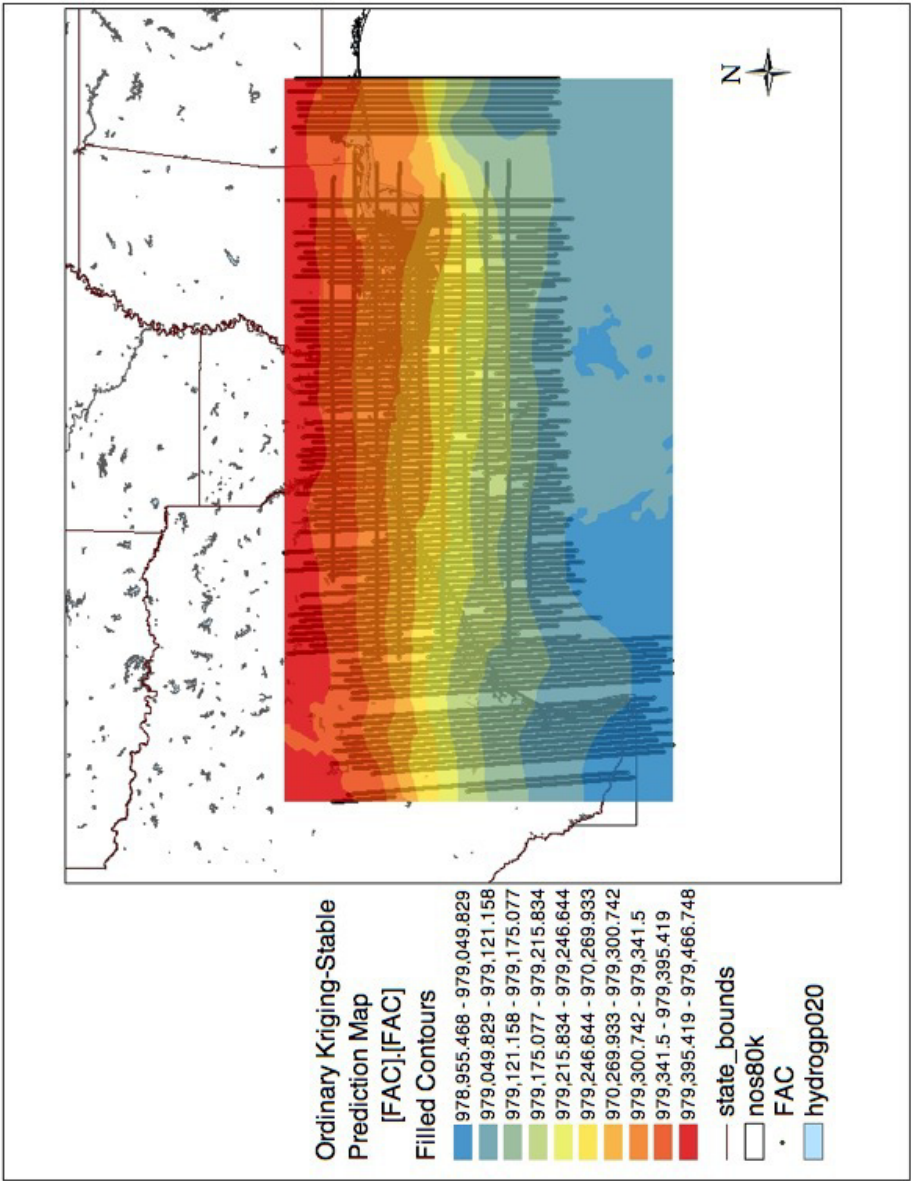 N
Ordinary Kriging-Stable
Prediction Map
[FAC].[FAC]
Filled Contours
978,955.468 - 979,049.829
979,049.829 - 979,121.158
979,121.158 - 979,175.077
979,175.077 - 979,215.834
979,215.834 - 979,246.644
979,246.644 - 970,269.933
970,269.933 - 979,300.742
979,300.742 - 979,341.5
979,341.5 - 979,395.419
979,395.419 - 979,466.748
state_bounds
nos80k
FAC
hydrogp020